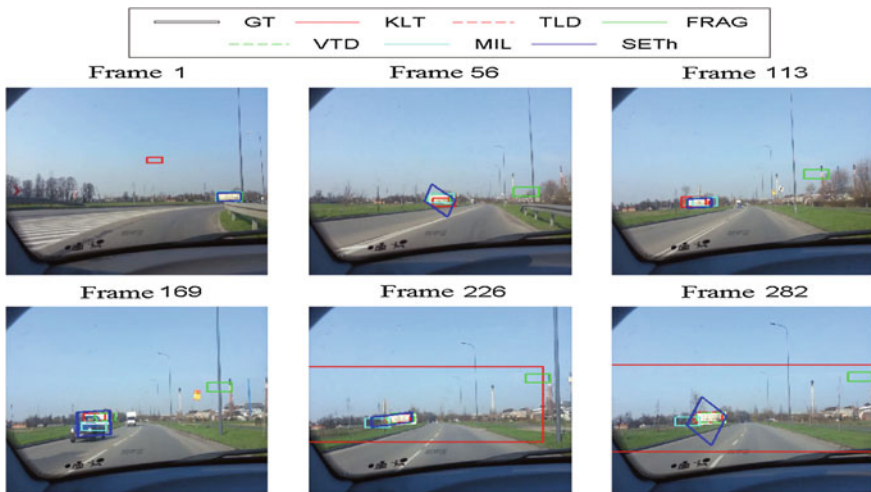 GT KLT TLD FRAG
VTD MIL SETh
Frame 1 Frame 56 Frame 113
Frame 169 Frame 226 Frame 282